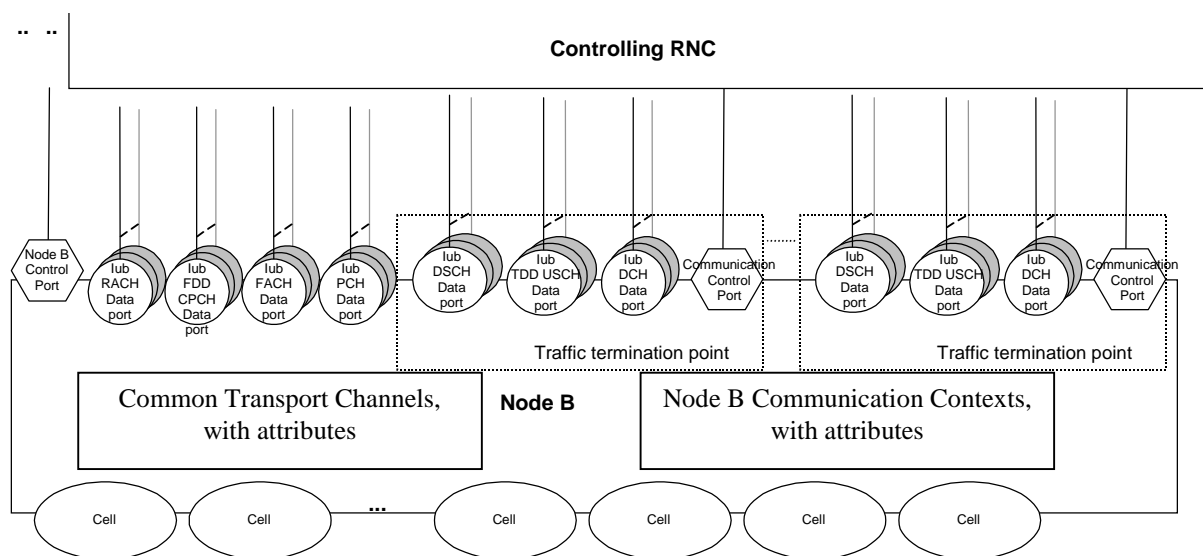 .. ..
Controlling RNC
Node B
Control
Port
Iub
RACH
Data
port
Iub
FDD
CPCH
Data
port
Iub
FACH
Data
port
Iub
PCH
Data
port
Iub
DSCH
Data
port
Iub
TDD USCH
Data
port
Iub
DCH
Data
port
Communication
Control
Port
Iub
DSCH
Data
port
Iub
TDD USCH
Data
port
Iub
DCH
Data
port
Communication
Control
Port
Traffic termination point
Traffic termination point
Common Transport Channels,
with attributes
Node B
Node B Communication Contexts,
with attributes
Cell
Cell
...
Cell
Cell
Cell
Cell